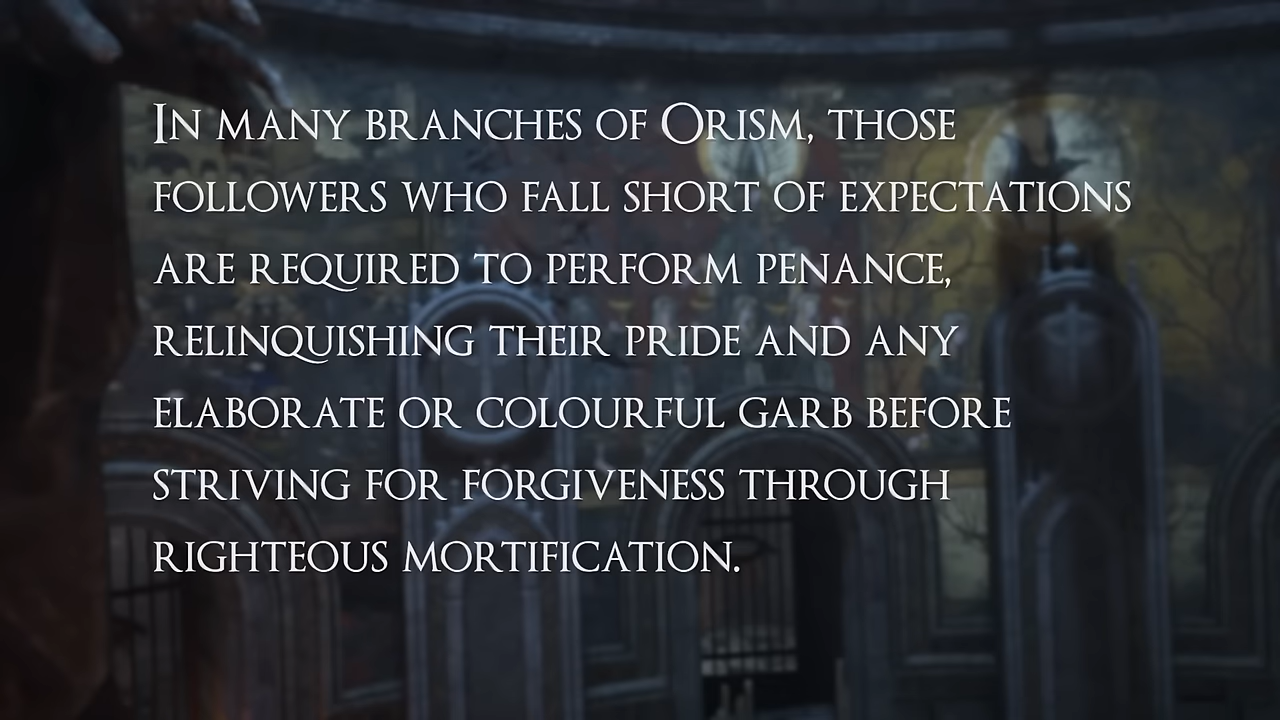 In many branches of Orism, those
followers who fall short of expectations
are required to perform penance,
relinquishing their pride and any
elaborate or colourful garb before
striving for forgiveness through
righteous mortification.